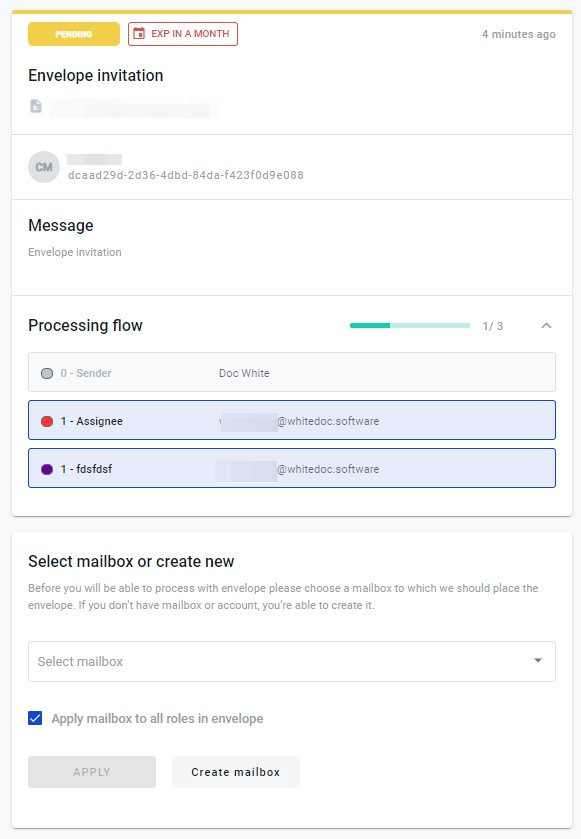 PENDING
EXP IN A MONTH
4 minutes ago
Envelope invitation
CM
dcaad29d-2d36-4dbd-84da-f423f0d9e088
Message
Envelope invitation
Processing flow
1/ 3
0 - Sender
Doc White
1 - Assignee
@whitedoc.software
1 - fdsfdsf
@whitedoc.software
Select mailbox or create new
Before you will be able to process with envelope please choose a mailbox to which we should place the
envelope. If you don't have mailbox or account, you're able to create it.
Select mailbox
Apply mailbox to all roles in envelope
APPLY
Create mailbox